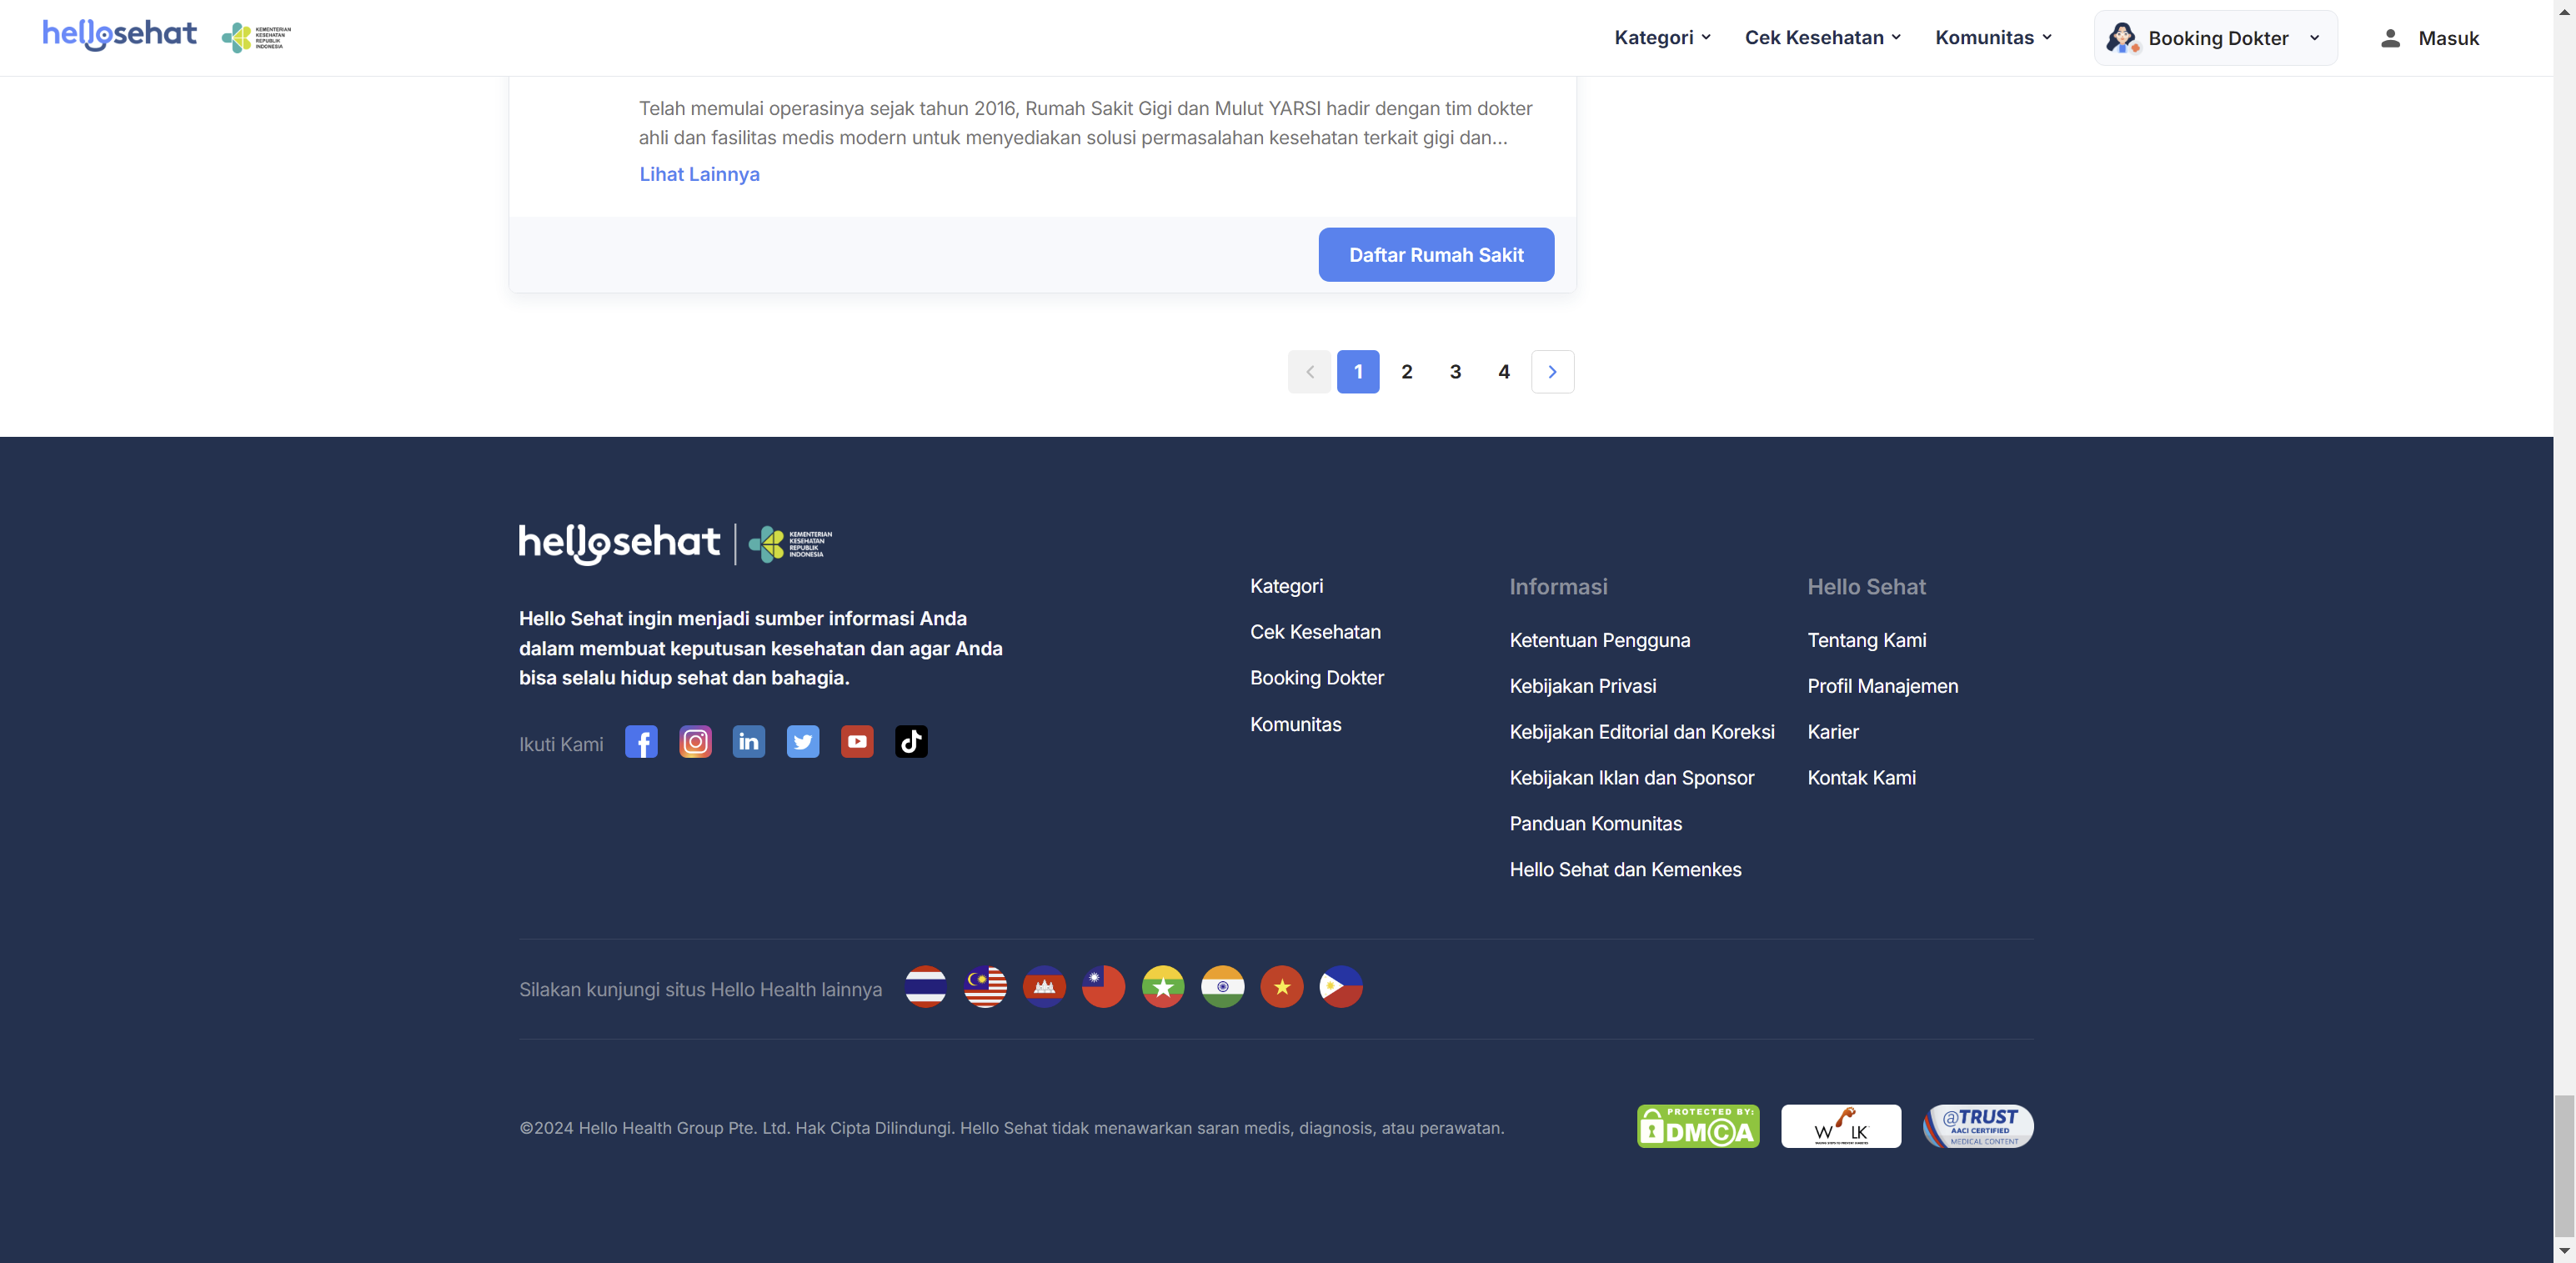 hellosehat
KEMENTERIAN
KESEHATAN
REPUBLIK
INDONESIA
Kategori
Cek Kesehatan
Komunitas
Booking Dokter
Masuk
Telah memulai operasinya sejak tahun 2016, Rumah Sakit Gigi dan Mulut YARSI hadir dengan tim dokter
ahli dan fasilitas medis modern untuk menyediakan solusi permasalahan kesehatan terkait gigi dan...
Lihat Lainnya
Daftar Rumah Sakit
1 2 3 4
hellosehat
KEMENTERIAN
KESEHATAN
REPUBLIK
INDONESIA
Hello Sehat ingin menjadi sumber informasi Anda
dalam membuat keputusan kesehatan dan agar Anda
bisa selalu hidup sehat dan bahagia.
Ikuti Kami
Kategori
Cek Kesehatan
Booking Dokter
Komunitas
Informasi
Ketentuan Pengguna
Kebijakan Privasi
Kebijakan Editorial dan Koreksi
Kebijakan Iklan dan Sponsor
Panduan Komunitas
Hello Sehat dan Kemenkes
Hello Sehat
Tentang Kami
Profil Manajemen
Karier
Kontak Kami
Silakan kunjungi situs Hello Health lainnya
©2024 Hello Health Group Pte. Ltd. Hak Cipta Dilindungi. Hello Sehat tidak menawarkan saran medis, diagnosis, atau perawatan.
PROTECTED BY:
DMCA
W LK
@TRUST
AACI CERTIFIED
MEDICAL CONTENT